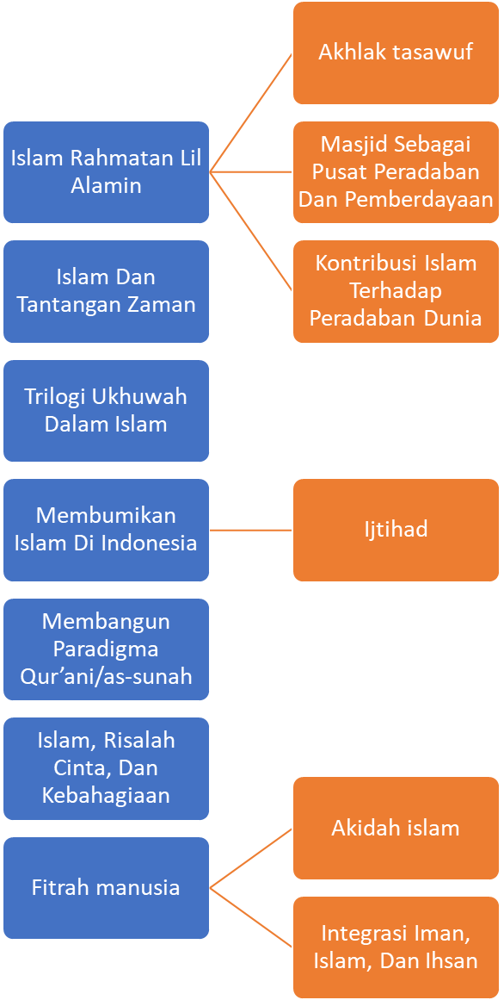 Akhlak tasawuf
Islam Rahmatan Lil
Alamin
Masjid Sebagai
Pusat Peradaban
Dan Pemberdayaan
Kontribusi Islam
Terhadap
Peradaban Dunia
Islam Dan
Tantangan Zaman
Trilogi Ukhuwah
Dalam Islam
Membumikan
Islam Di Indonesia
Ijtihad
Membangun
Paradigma
Qur’ani/as-sunah
Islam, Risalah
Cinta, Dan
Kebahagiaan
Fitrah manusia
Akidah islam
Integrasi Iman,
Islam, Dan Ihsan